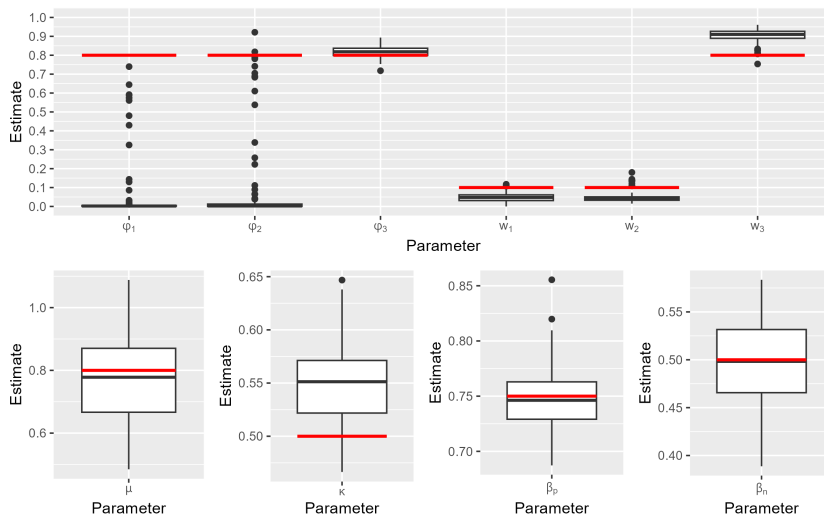 1.0
0.9
0.8
0.7
0.6
0.5
0.4
0.3
0.2
0.1
0.0
Estimate
φ₁ φ₂ φ₃ w₁ w₂ w₃
Parameter
1.0
0.8
0.6
Estimate
μ
Parameter
0.65
0.60
0.55
0.50
Estimate
κ
Parameter
0.85
0.80
0.75
0.70
Estimate
βₚ
Parameter
0.55
0.50
0.45
0.40
Estimate
βₙ
Parameter